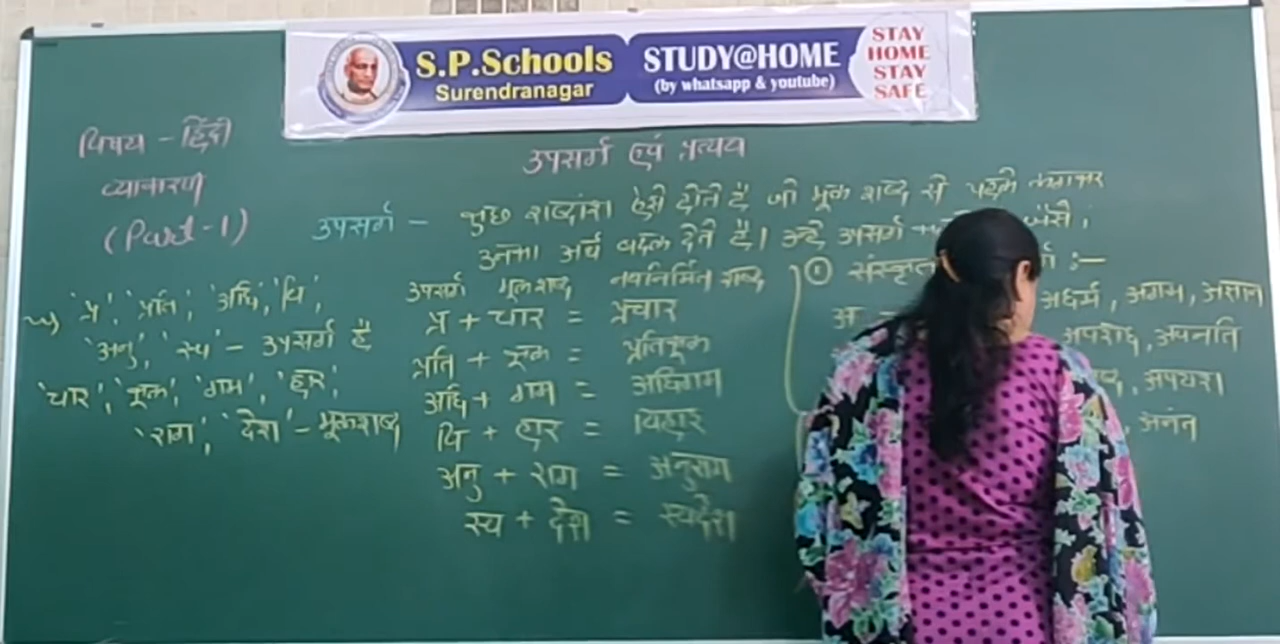 S.P.Schools
Surendranagar
STUDY@HOME
(by whatsapp & youtube)
STAY
HOME
STAY
SAFE
विषय - हिंदी
व्याकरण
(Part-1)
उपसर्ग एवं प्रत्यय
उपसर्ग - कुछ शब्दांश ऐसे होते है जो मूल शब्द से पहले लगकर
उनका अर्थ बदल देते है। उन्हे उपसर्ग जैसे,
'प्र', 'प्रति', 'अधि', 'वि',
'अनु', 'स्व' - उपसर्ग है
'चार', 'कूल', 'गम', 'हार',
'राग', 'देश' - मूलशब्द
उपसर्ग मूलशब्द नवनिर्मित शब्द
प्र + चार = प्रचार
प्रति + कूल = प्रतिकूल
अधि + गम = अधिगम
वि + हार = विहार
अनु + राग = अनुराग
स्व + देश = स्वदेश
① संस्कृत :-
अ - अधर्म, अगम, अज्ञान
अवनति
अपयश
अनंत